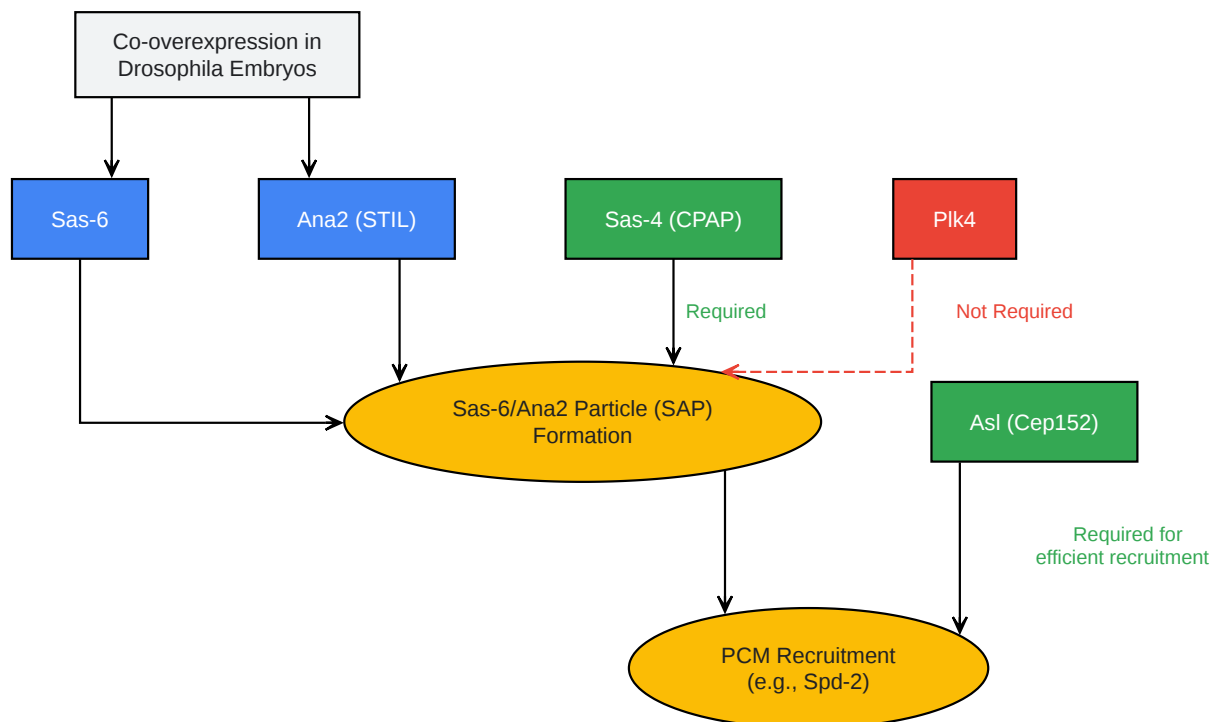 Co-overexpression in
Drosophila Embryos
Sas-6
Ana2 (STIL)
Sas-4 (CPAP)
Plk4
Required
Not Required
Sas-6/Ana2 Particle (SAP)
Formation
Asl (Cep152)
Required for
efficient recruitment
PCM Recruitment
(e.g., Spd-2)